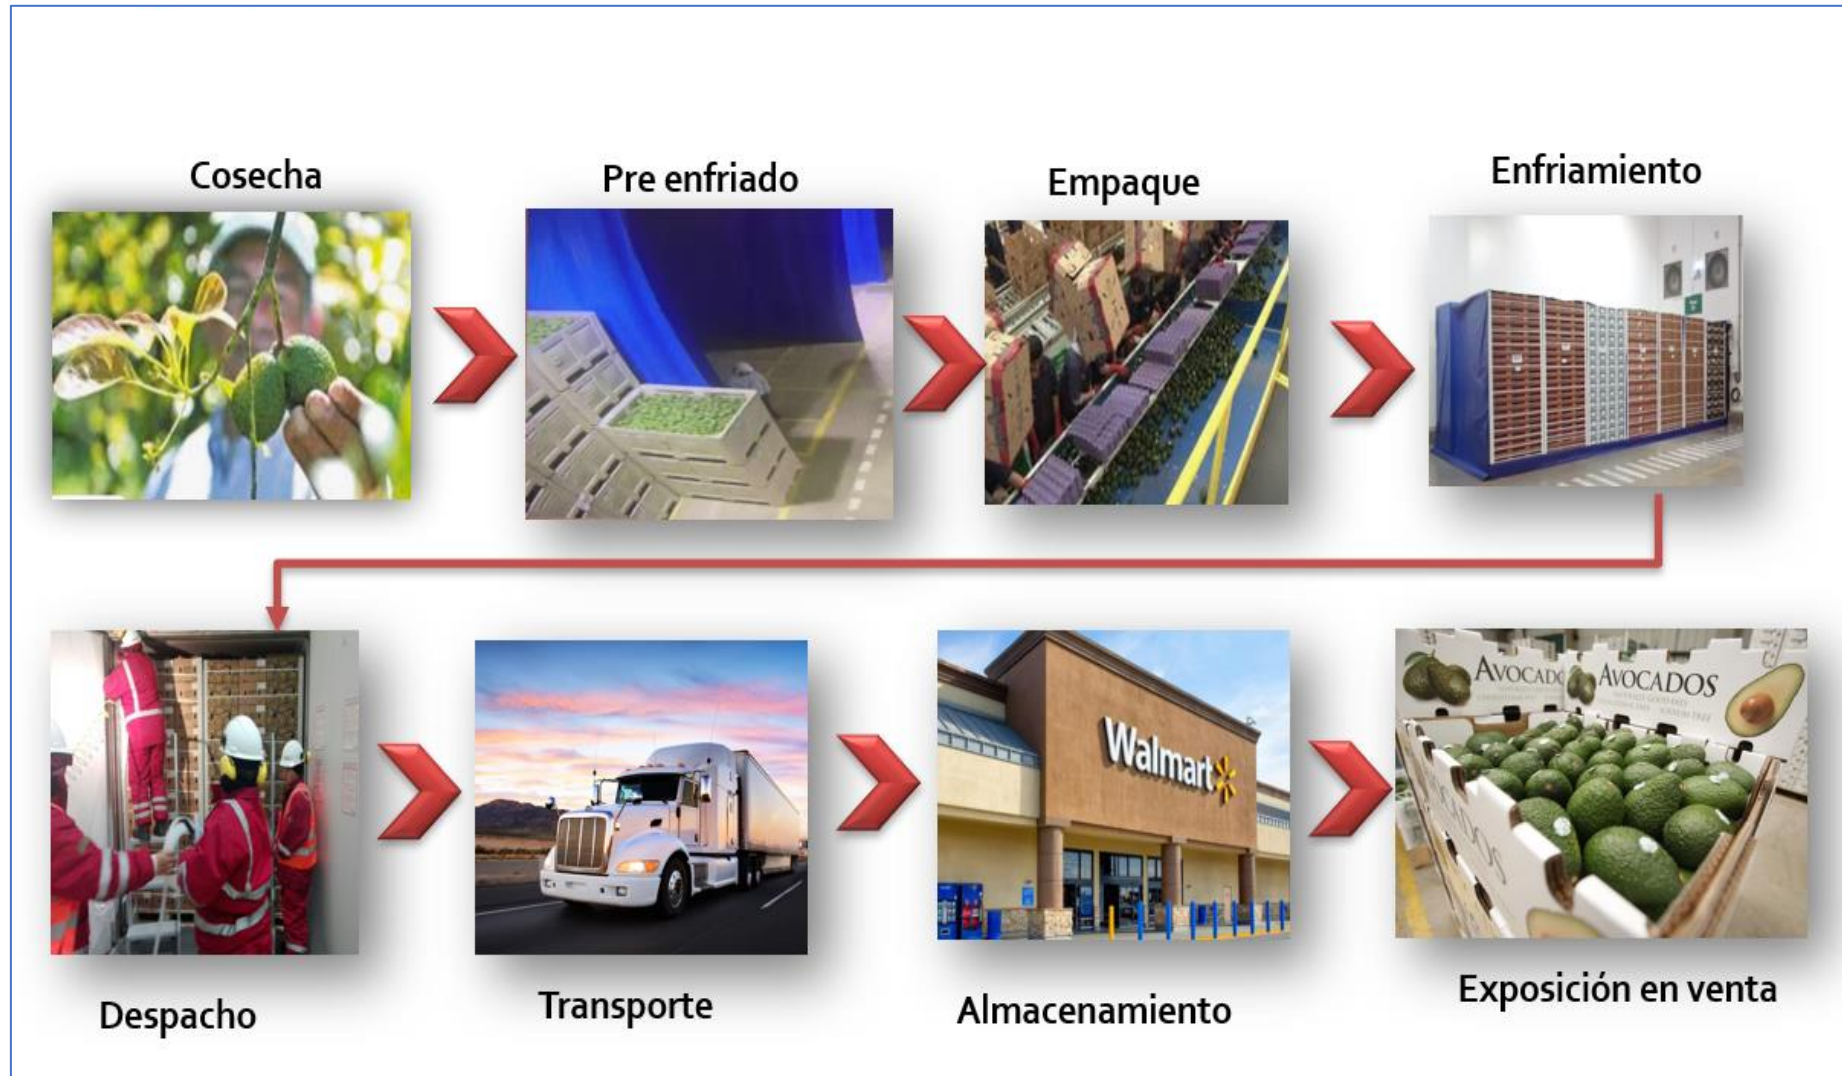 Cosecha
Pre enfriado
Empaque
Enfriamiento
Walmart
AVOCADOS
AVOCADOS
Despacho
Transporte
Almacenamiento
Exposición en venta